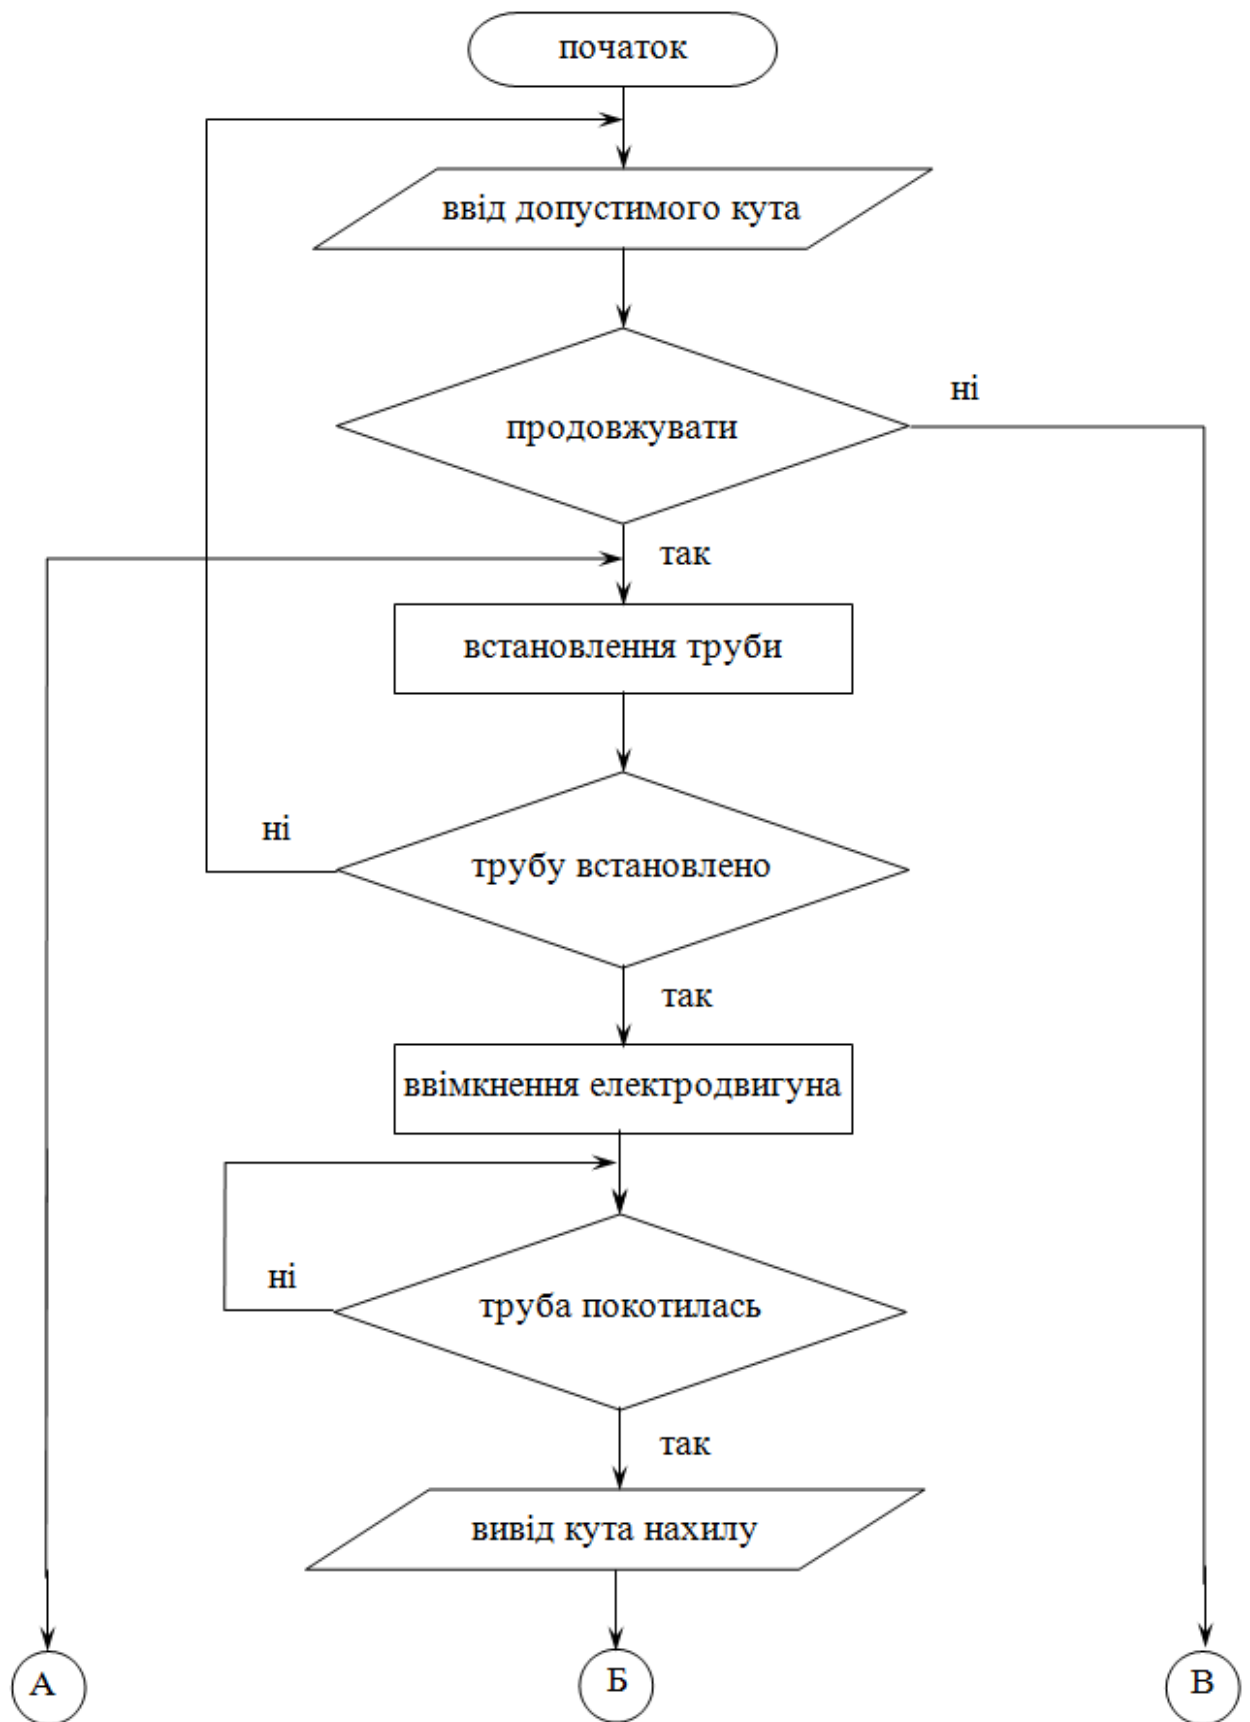 початок
ввід допустимого кута
ні
продовжувати
так
встановлення труби
ні
трубу встановлено
так
ввімкнення електродвигуна
ні
труба покотилась
так
вивід кута нахилу
А
Б
В